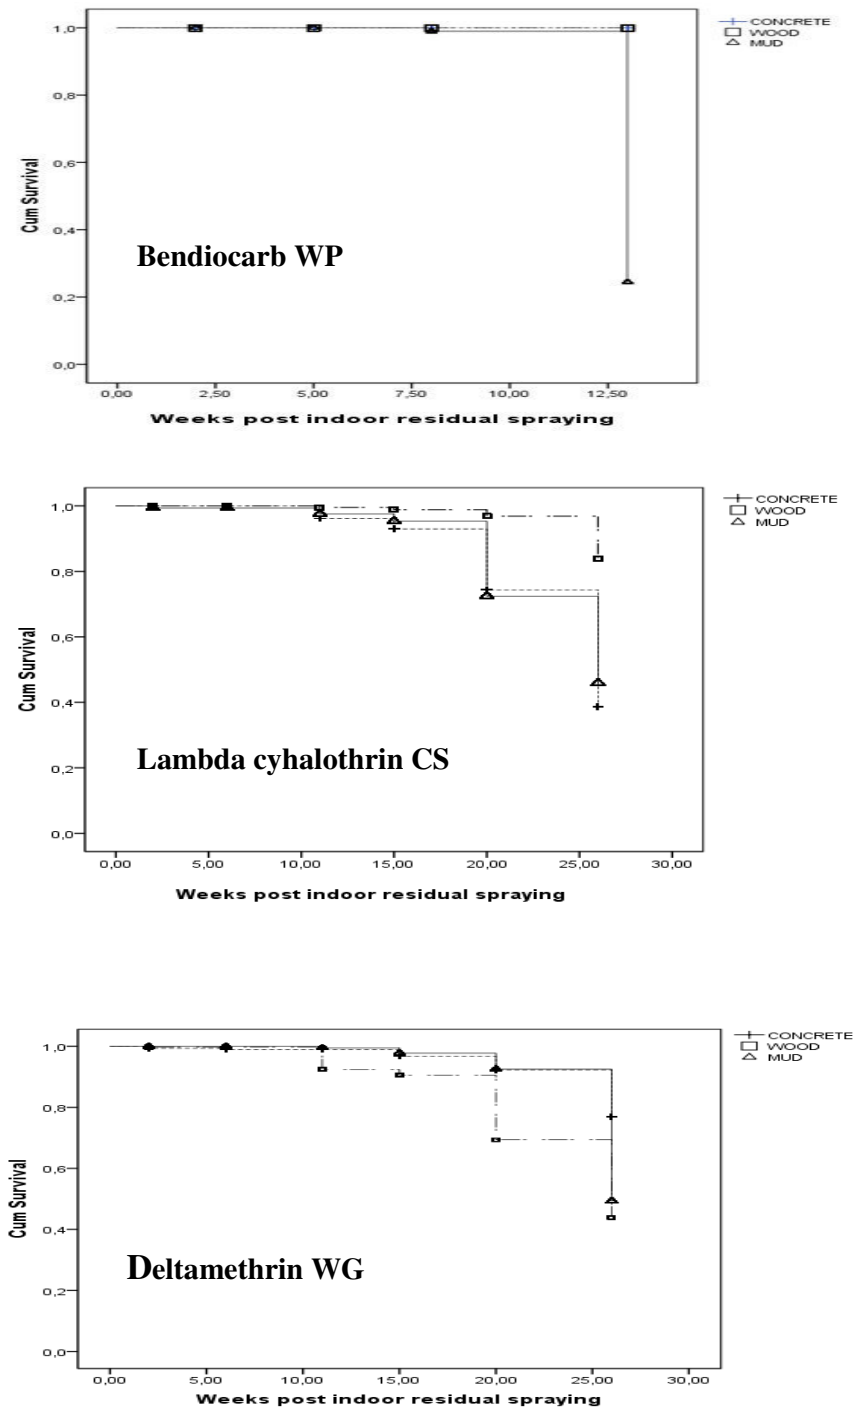 CONCRETE
WOOD
MUD
1,0
0,8
0,6
0,4
0,2
0,0
Cum Survival
Bendiocarb WP
0,00 2,50 5,00 7,50 10,00 12,50
Weeks post indoor residual spraying
CONCRETE
WOOD
MUD
1,0
0,8
0,6
0,4
0,2
0,0
Cum Survival
Lambda cyhalothrin CS
0,00 5,00 10,00 15,00 20,00 25,00 30,00
Weeks post indoor residual spraying
CONCRETE
WOOD
MUD
1,0
0,8
0,6
0,4
0,2
0,0
Cum Survival
Deltamethrin WG
0,00 5,00 10,00 15,00 20,00 25,00 30,00
Weeks post indoor residual spraying